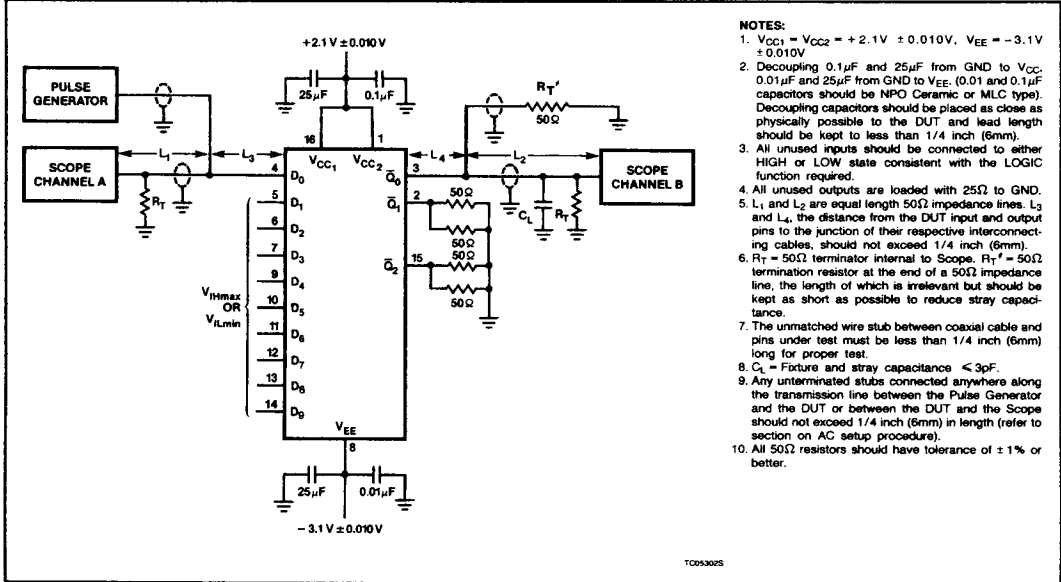 +2.1 V ± 0.010 V
25μF
0.1μF
PULSE
GENERATOR
SCOPE
CHANNEL A
L1
L3
RT
16
1
VCC1
VCC2
4
D0
5
D1
6
D2
7
D3
9
D4
10
D5
11
D6
12
D7
13
D8
14
D9
VIHmax
OR
VILmin
VEE
8
25μF
0.01μF
− 3.1 V ± 0.010 V
L4
L2
3
Q̅0
2
Q̅1
15
Q̅2
50Ω
50Ω
50Ω
50Ω
RT′
50Ω
CL
RT
SCOPE
CHANNEL B
NOTES:
1. VCC1 = VCC2 = + 2.1V ± 0.010V, VEE = − 3.1V
± 0.010V
2. Decoupling 0.1μF and 25μF from GND to VCC,
0.01μF and 25μF from GND to VEE. (0.01 and 0.1μF
capacitors should be NPO Ceramic or MLC type).
Decoupling capacitors should be placed as close as
physically possible to the DUT and lead length
should be kept to less than 1/4 inch (6mm).
3. All unused inputs should be connected to either
HIGH or LOW state consistent with the LOGIC
function required.
4. All unused outputs are loaded with 25Ω to GND.
5. L1 and L2 are equal length 50Ω impedance lines. L3
and L4, the distance from the DUT input and output
pins to the junction of their respective interconnect-
ing cables, should not exceed 1/4 inch (6mm).
6. RT = 50Ω terminator internal to Scope. RT′ = 50Ω
termination resistor at the end of a 50Ω impedance
line, the length of which is irrelevant but should be
kept as short as possible to reduce stray capaci-
tance.
7. The unmatched wire stub between coaxial cable and
pins under test must be less than 1/4 inch (6mm)
long for proper test.
8. CL = Fixture and stray capacitance ⩽ 3pF.
9. Any unterminated stubs connected anywhere along
the transmission line between the Pulse Generator
and the DUT or between the DUT and the Scope
should not exceed 1/4 inch (6mm) in length (refer to
section on AC setup procedure).
10. All 50Ω resistors should have tolerance of ± 1% or
better.
TC05302S